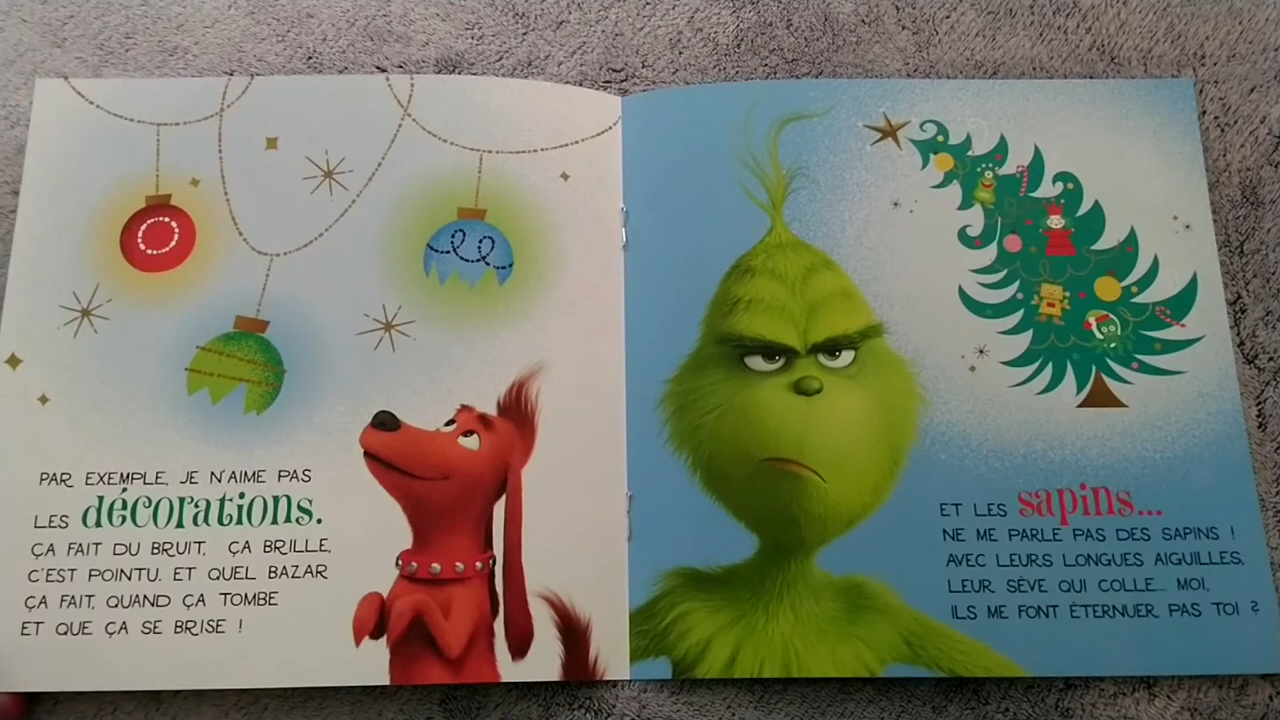 PAR EXEMPLE, JE N'AIME PAS
LES décorations.
ÇA FAIT DU BRUIT, ÇA BRILLE,
C'EST POINTU. ET QUEL BAZAR
ÇA FAIT, QUAND ÇA TOMBE
ET QUE ÇA SE BRISE !
ET LES sapins...
NE ME PARLE PAS DES SAPINS !
AVEC LEURS LONGUES AIGUILLES,
LEUR SÈVE QUI COLLE... MOI,
ILS ME FONT ÉTERNUER, PAS TOI ?